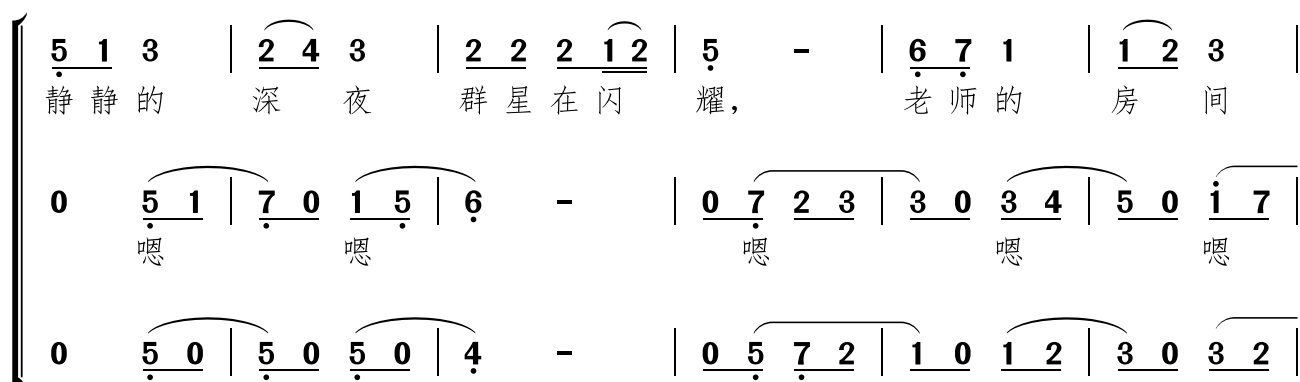 5 1 3 | 2 4 3 | 2 2 2 1 2 | 5 - | 6 7 1 | 1 2 3 |
静 静 的 深 夜 群 星 在 闪 耀， 老 师 的 房 间
0 5 1 | 7 0 1 5 | 6 - | 0 7 2 3 | 3 0 3 4 | 5 0 1 7 |
嗯 嗯 嗯 嗯 嗯
0 5 0 | 5 0 5 0 | 4 - | 0 5 7 2 | 1 0 1 2 | 3 0 3 2 |